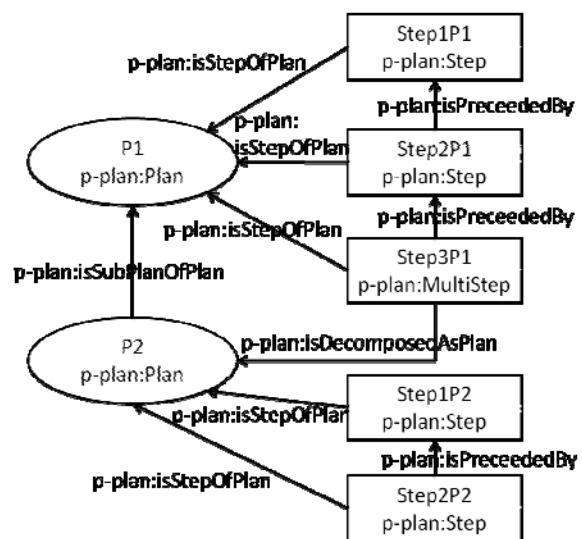 Step1P1
p-plan:Step
p-plan:isStepOfPlan
p-plan:isPreceededBy
p-plan:
isStepOfPlan
P1
p-plan:Plan
Step2P1
p-plan:Step
p-plan:isPreceededBy
p-plan:isStepOfPlan
Step3P1
p-plan:MultiStep
p-plan:isSubPlanOfPlan
p-plan:isDecomposedAsPlan
P2
p-plan:Plan
Step1P2
p-plan:Step
p-plan:isStepOfPlan
p-plan:isPreceededBy
p-plan:isStepOfPlan
Step2P2
p-plan:Step